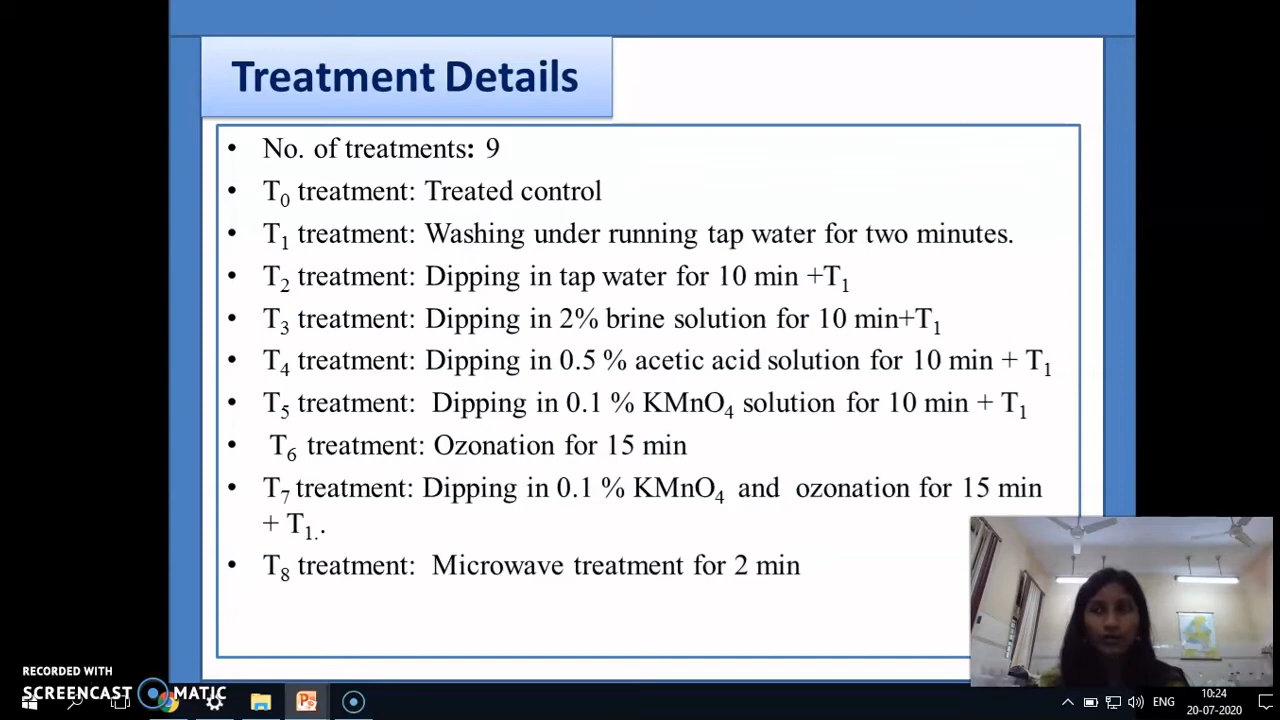 Treatment Details
• No. of treatments: 9
• T0 treatment: Treated control
• T1 treatment: Washing under running tap water for two minutes.
• T2 treatment: Dipping in tap water for 10 min +T1
• T3 treatment: Dipping in 2% brine solution for 10 min+T1
• T4 treatment: Dipping in 0.5 % acetic acid solution for 10 min + T1
• T5 treatment: Dipping in 0.1 % KMnO4 solution for 10 min + T1
• T6 treatment: Ozonation for 15 min
• T7 treatment: Dipping in 0.1 % KMnO4 and ozonation for 15 min
+ T1..
• T8 treatment: Microwave treatment for 2 min
RECORDED WITH
SCREENCAST MATIC
ENG
10:24
20-07-2020